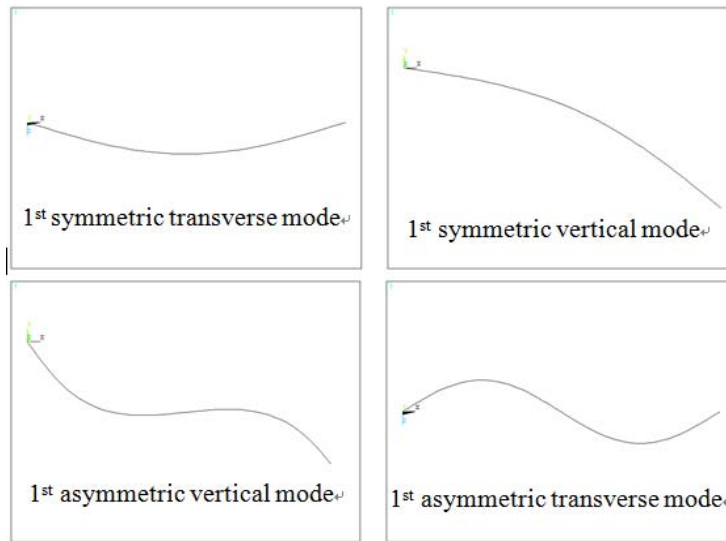 1st symmetric transverse mode↵
1st symmetric vertical mode↵
1st asymmetric vertical mode↵
1st asymmetric transverse mode↵